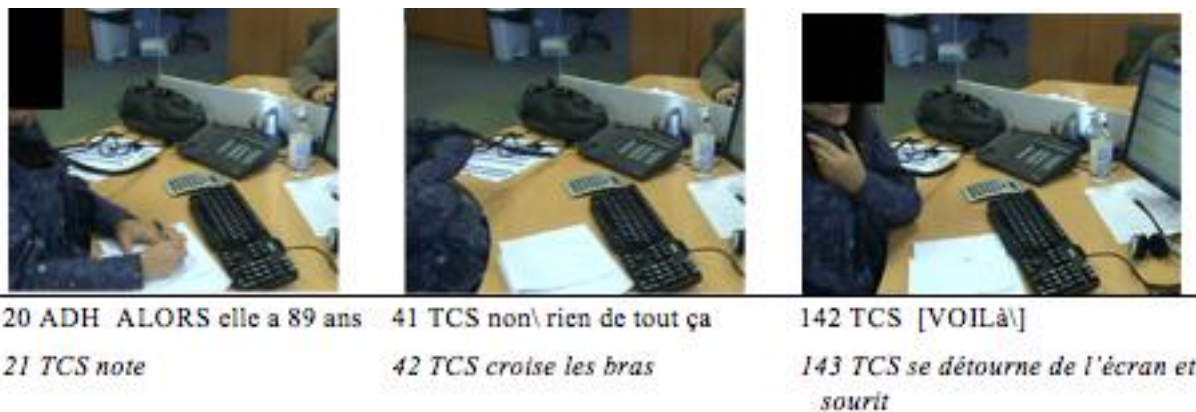 20 ADH ALORS elle a 89 ans
21 TCS note
41 TCS non\ rien de tout ça
42 TCS croise les bras
142 TCS [VOILà\]
143 TCS se détourne de l'écran et
sourit